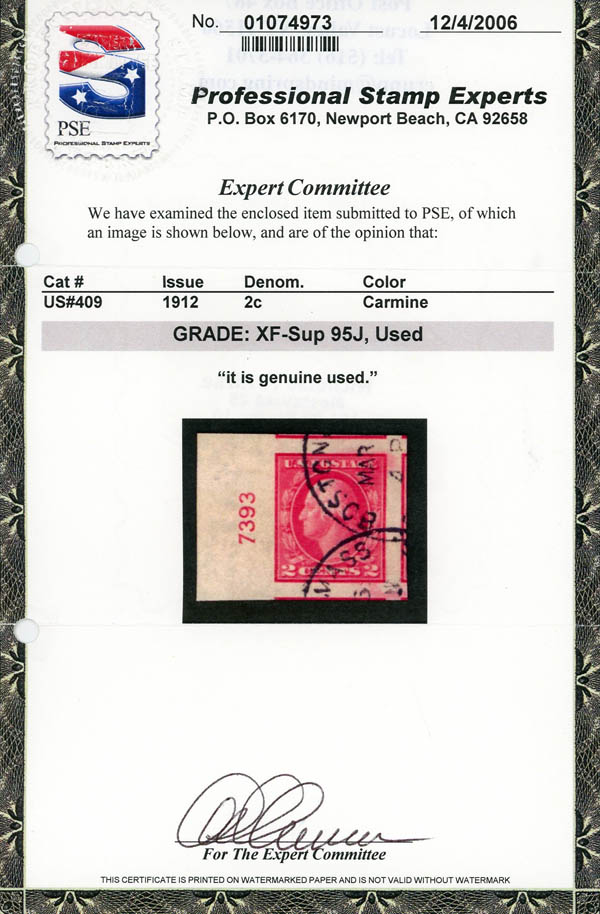 No. 01074973 12/4/2006
PSE
PROFESSIONAL STAMP EXPERTS
Professional Stamp Experts
P.O. Box 6170, Newport Beach, CA 92658
Expert Committee
We have examined the enclosed item submitted to PSE, of which
an image is shown below, and are of the opinion that:
Cat # Issue Denom. Color
US#409 1912 2c Carmine
GRADE: XF-Sup 95J, Used
“it is genuine used.”
7393
BOSTON
MAR
MASS
2 CENTS 2
For The Expert Committee
THIS CERTIFICATE IS PRINTED ON WATERMARKED PAPER AND IS NOT VALID WITHOUT WATERMARK